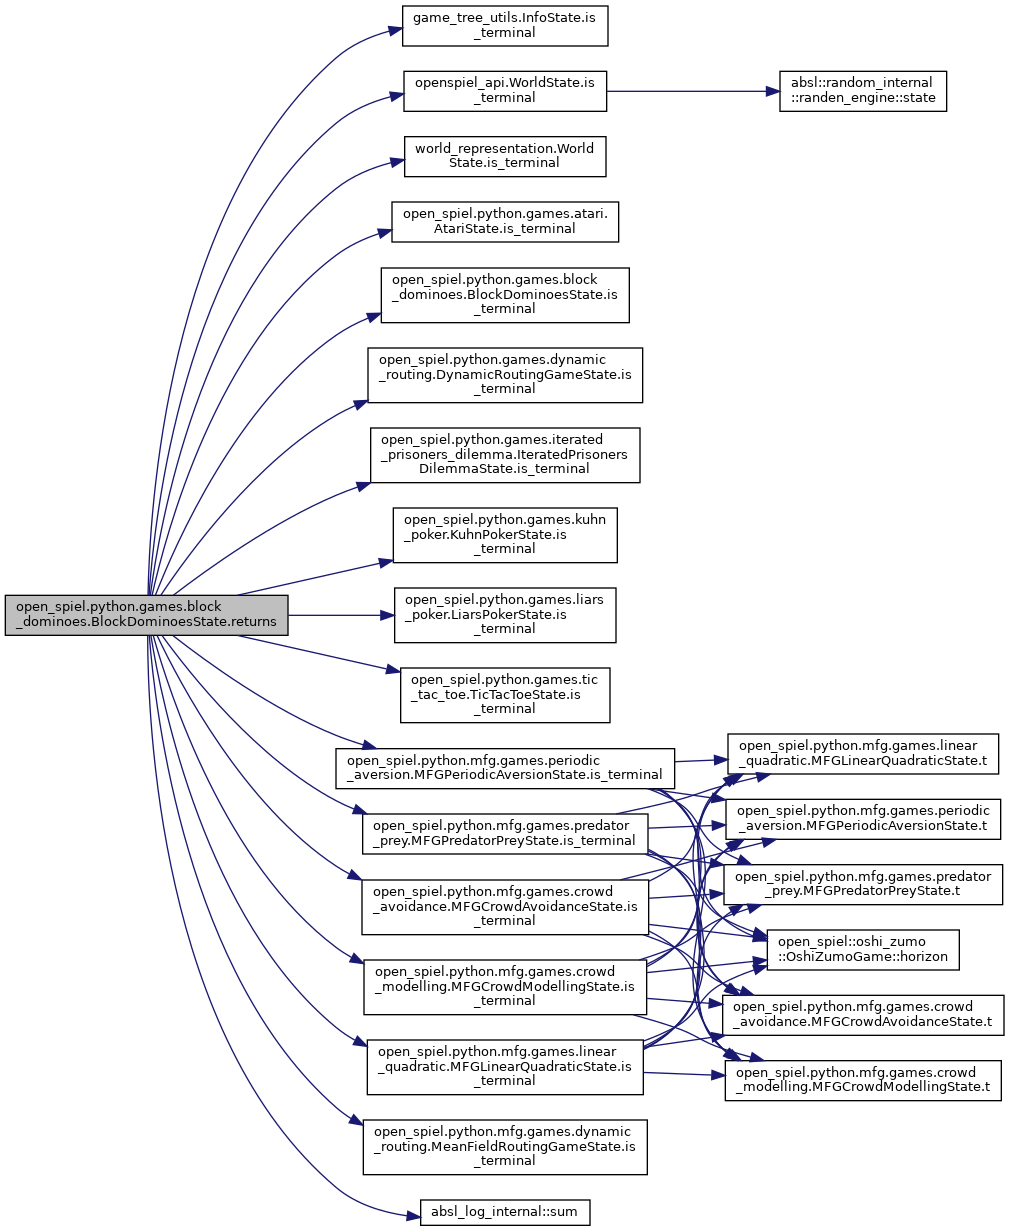 game_tree_utils.InfoState.is
_terminal
openspiel_api.WorldState.is
_terminal
absl::random_internal
::randen_engine::state
world_representation.World
State.is_terminal
open_spiel.python.games.atari.
AtariState.is_terminal
open_spiel.python.games.block
_dominoes.BlockDominoesState.is
_terminal
open_spiel.python.games.dynamic
_routing.DynamicRoutingGameState.is
_terminal
open_spiel.python.games.iterated
_prisoners_dilemma.IteratedPrisoners
DilemmaState.is_terminal
open_spiel.python.games.kuhn
_poker.KuhnPokerState.is
_terminal
open_spiel.python.games.block
_dominoes.BlockDominoesState.returns
open_spiel.python.games.liars
_poker.LiarsPokerState.is
_terminal
open_spiel.python.games.tic
_tac_toe.TicTacToeState.is
_terminal
open_spiel.python.mfg.games.periodic
_aversion.MFGPeriodicAversionState.is_terminal
open_spiel.python.mfg.games.predator
_prey.MFGPredatorPreyState.is_terminal
open_spiel.python.mfg.games.crowd
_avoidance.MFGCrowdAvoidanceState.is
_terminal
open_spiel.python.mfg.games.crowd
_modelling.MFGCrowdModellingState.is
_terminal
open_spiel.python.mfg.games.linear
_quadratic.MFGLinearQuadraticState.is
_terminal
open_spiel.python.mfg.games.dynamic
_routing.MeanFieldRoutingGameState.is
_terminal
absl_log_internal::sum
open_spiel.python.mfg.games.linear
_quadratic.MFGLinearQuadraticState.t
open_spiel.python.mfg.games.periodic
_aversion.MFGPeriodicAversionState.t
open_spiel.python.mfg.games.predator
_prey.MFGPredatorPreyState.t
open_spiel::oshi_zumo
::OshiZumoGame::horizon
open_spiel.python.mfg.games.crowd
_avoidance.MFGCrowdAvoidanceState.t
open_spiel.python.mfg.games.crowd
_modelling.MFGCrowdModellingState.t